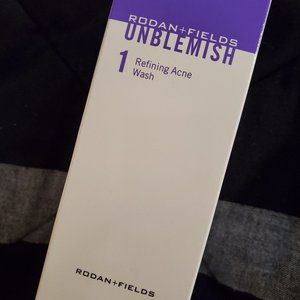 RODAN+FIELDS
UNBLEMISH
1 Refining Acne
Wash
RODAN+FIELDS